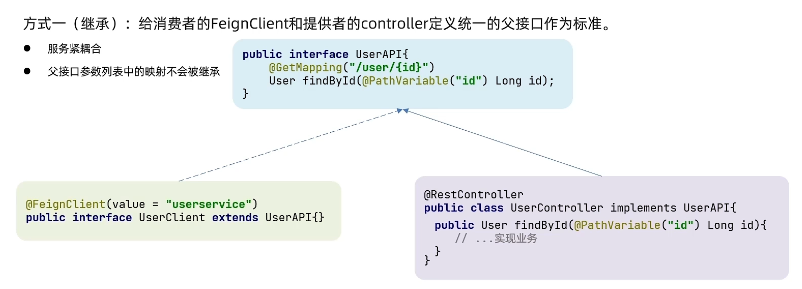 方式一（继承）：给消费者的FeignClient和提供者的controller定义统一的父接口作为标准。
● 服务紧耦合
● 父接口参数列表中的映射不会被继承
public interface UserAPI{
@GetMapping("/user/{id}")
User findById(@PathVariable("id") Long id);
}
@FeignClient(value = "userservice")
public interface UserClient extends UserAPI{}
@RestController
public class UserController implements UserAPI{
public User findById(@PathVariable("id") Long id){
// ...实现业务
}
}